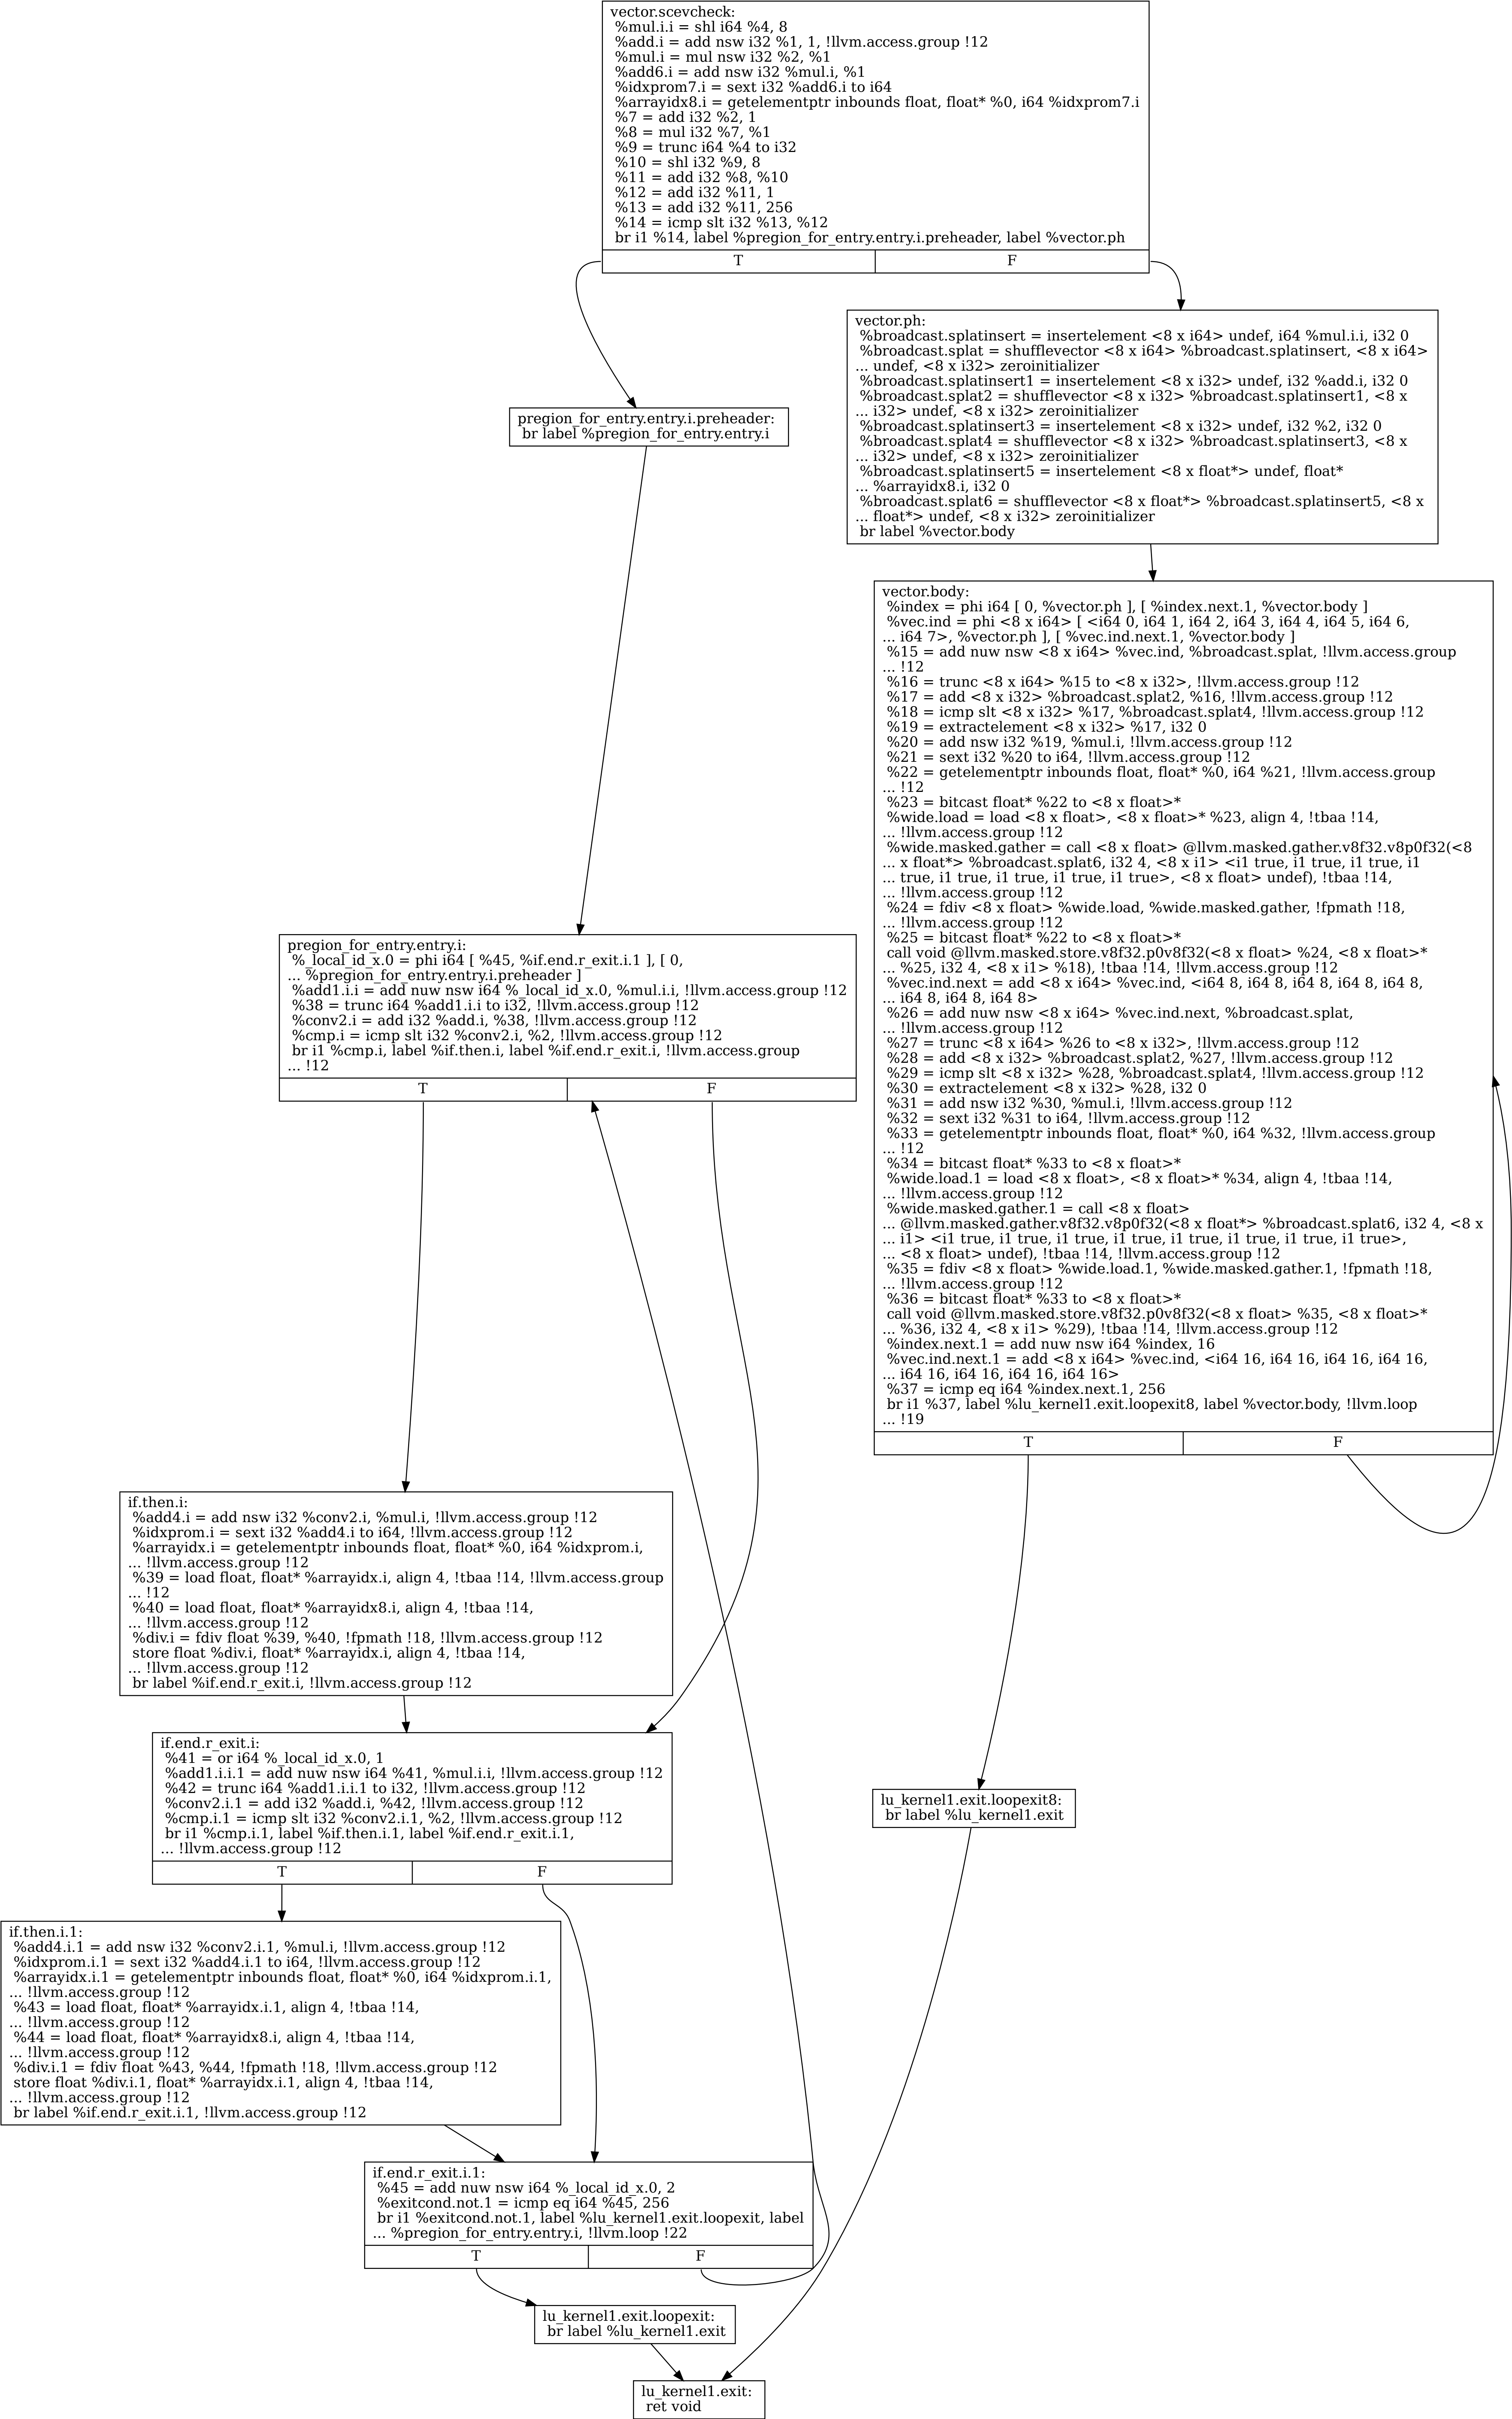 vector.scevcheck:
%mul.i.i = shl i64 %4, 8
%add.i = add nsw i32 %1, 1, !llvm.access.group !12
%mul.i = mul nsw i32 %2, %1
%add6.i = add nsw i32 %mul.i, %1
%idxprom7.i = sext i32 %add6.i to i64
%arrayidx8.i = getelementptr inbounds float, float* %0, i64 %idxprom7.i
%7 = add i32 %2, 1
%8 = mul i32 %7, %1
%9 = trunc i64 %4 to i32
%10 = shl i32 %9, 8
%11 = add i32 %8, %10
%12 = add i32 %11, 1
%13 = add i32 %11, 256
%14 = icmp slt i32 %13, %12
br i1 %14, label %pregion_for_entry.entry.i.preheader, label %vector.ph
T
F
vector.ph:
%broadcast.splatinsert = insertelement <8 x i64> undef, i64 %mul.i.i, i32 0
%broadcast.splat = shufflevector <8 x i64> %broadcast.splatinsert, <8 x i64>
... undef, <8 x i32> zeroinitializer
%broadcast.splatinsert1 = insertelement <8 x i32> undef, i32 %add.i, i32 0
%broadcast.splat2 = shufflevector <8 x i32> %broadcast.splatinsert1, <8 x
... i32> undef, <8 x i32> zeroinitializer
%broadcast.splatinsert3 = insertelement <8 x i32> undef, i32 %2, i32 0
%broadcast.splat4 = shufflevector <8 x i32> %broadcast.splatinsert3, <8 x
... i32> undef, <8 x i32> zeroinitializer
%broadcast.splatinsert5 = insertelement <8 x float*> undef, float*
... %arrayidx8.i, i32 0
%broadcast.splat6 = shufflevector <8 x float*> %broadcast.splatinsert5, <8 x
... float*> undef, <8 x i32> zeroinitializer
br label %vector.body
pregion_for_entry.entry.i.preheader:
br label %pregion_for_entry.entry.i
vector.body:
%index = phi i64 [ 0, %vector.ph ], [ %index.next.1, %vector.body ]
%vec.ind = phi <8 x i64> [ <i64 0, i64 1, i64 2, i64 3, i64 4, i64 5, i64 6,
... i64 7>, %vector.ph ], [ %vec.ind.next.1, %vector.body ]
%15 = add nuw nsw <8 x i64> %vec.ind, %broadcast.splat, !llvm.access.group
... !12
%16 = trunc <8 x i64> %15 to <8 x i32>, !llvm.access.group !12
%17 = add <8 x i32> %broadcast.splat2, %16, !llvm.access.group !12
%18 = icmp slt <8 x i32> %17, %broadcast.splat4, !llvm.access.group !12
%19 = extractelement <8 x i32> %17, i32 0
%20 = add nsw i32 %19, %mul.i, !llvm.access.group !12
%21 = sext i32 %20 to i64, !llvm.access.group !12
%22 = getelementptr inbounds float, float* %0, i64 %21, !llvm.access.group
... !12
%23 = bitcast float* %22 to <8 x float>*
%wide.load = load <8 x float>, <8 x float>* %23, align 4, !tbaa !14,
... !llvm.access.group !12
%wide.masked.gather = call <8 x float> @llvm.masked.gather.v8f32.v8p0f32(<8
... x float*> %broadcast.splat6, i32 4, <8 x i1> <i1 true, i1 true, i1 true, i1
... true, i1 true, i1 true, i1 true, i1 true>, <8 x float> undef), !tbaa !14,
... !llvm.access.group !12
%24 = fdiv <8 x float> %wide.load, %wide.masked.gather, !fpmath !18,
... !llvm.access.group !12
%25 = bitcast float* %22 to <8 x float>*
call void @llvm.masked.store.v8f32.p0v8f32(<8 x float> %24, <8 x float>*
... %25, i32 4, <8 x i1> %18), !tbaa !14, !llvm.access.group !12
%vec.ind.next = add <8 x i64> %vec.ind, <i64 8, i64 8, i64 8, i64 8, i64 8,
... i64 8, i64 8, i64 8>
%26 = add nuw nsw <8 x i64> %vec.ind.next, %broadcast.splat,
... !llvm.access.group !12
%27 = trunc <8 x i64> %26 to <8 x i32>, !llvm.access.group !12
%28 = add <8 x i32> %broadcast.splat2, %27, !llvm.access.group !12
%29 = icmp slt <8 x i32> %28, %broadcast.splat4, !llvm.access.group !12
%30 = extractelement <8 x i32> %28, i32 0
%31 = add nsw i32 %30, %mul.i, !llvm.access.group !12
%32 = sext i32 %31 to i64, !llvm.access.group !12
%33 = getelementptr inbounds float, float* %0, i64 %32, !llvm.access.group
... !12
%34 = bitcast float* %33 to <8 x float>*
%wide.load.1 = load <8 x float>, <8 x float>* %34, align 4, !tbaa !14,
... !llvm.access.group !12
%wide.masked.gather.1 = call <8 x float>
... @llvm.masked.gather.v8f32.v8p0f32(<8 x float*> %broadcast.splat6, i32 4, <8 x
... i1> <i1 true, i1 true, i1 true, i1 true, i1 true, i1 true, i1 true, i1 true>,
... <8 x float> undef), !tbaa !14, !llvm.access.group !12
%35 = fdiv <8 x float> %wide.load.1, %wide.masked.gather.1, !fpmath !18,
... !llvm.access.group !12
%36 = bitcast float* %33 to <8 x float>*
call void @llvm.masked.store.v8f32.p0v8f32(<8 x float> %35, <8 x float>*
... %36, i32 4, <8 x i1> %29), !tbaa !14, !llvm.access.group !12
%index.next.1 = add nuw nsw i64 %index, 16
%vec.ind.next.1 = add <8 x i64> %vec.ind, <i64 16, i64 16, i64 16, i64 16,
... i64 16, i64 16, i64 16, i64 16>
%37 = icmp eq i64 %index.next.1, 256
br i1 %37, label %lu_kernel1.exit.loopexit8, label %vector.body, !llvm.loop
... !19
T
F
pregion_for_entry.entry.i:
%_local_id_x.0 = phi i64 [ %45, %if.end.r_exit.i.1 ], [ 0,
... %pregion_for_entry.entry.i.preheader ]
%add1.i.i = add nuw nsw i64 %_local_id_x.0, %mul.i.i, !llvm.access.group !12
%38 = trunc i64 %add1.i.i to i32, !llvm.access.group !12
%conv2.i = add i32 %add.i, %38, !llvm.access.group !12
%cmp.i = icmp slt i32 %conv2.i, %2, !llvm.access.group !12
br i1 %cmp.i, label %if.then.i, label %if.end.r_exit.i, !llvm.access.group
... !12
T
F
if.then.i:
%add4.i = add nsw i32 %conv2.i, %mul.i, !llvm.access.group !12
%idxprom.i = sext i32 %add4.i to i64, !llvm.access.group !12
%arrayidx.i = getelementptr inbounds float, float* %0, i64 %idxprom.i,
... !llvm.access.group !12
%39 = load float, float* %arrayidx.i, align 4, !tbaa !14, !llvm.access.group
... !12
%40 = load float, float* %arrayidx8.i, align 4, !tbaa !14,
... !llvm.access.group !12
%div.i = fdiv float %39, %40, !fpmath !18, !llvm.access.group !12
store float %div.i, float* %arrayidx.i, align 4, !tbaa !14,
... !llvm.access.group !12
br label %if.end.r_exit.i, !llvm.access.group !12
if.end.r_exit.i:
%41 = or i64 %_local_id_x.0, 1
%add1.i.i.1 = add nuw nsw i64 %41, %mul.i.i, !llvm.access.group !12
%42 = trunc i64 %add1.i.i.1 to i32, !llvm.access.group !12
%conv2.i.1 = add i32 %add.i, %42, !llvm.access.group !12
%cmp.i.1 = icmp slt i32 %conv2.i.1, %2, !llvm.access.group !12
br i1 %cmp.i.1, label %if.then.i.1, label %if.end.r_exit.i.1,
... !llvm.access.group !12
T
F
lu_kernel1.exit.loopexit8:
br label %lu_kernel1.exit
if.then.i.1:
%add4.i.1 = add nsw i32 %conv2.i.1, %mul.i, !llvm.access.group !12
%idxprom.i.1 = sext i32 %add4.i.1 to i64, !llvm.access.group !12
%arrayidx.i.1 = getelementptr inbounds float, float* %0, i64 %idxprom.i.1,
... !llvm.access.group !12
%43 = load float, float* %arrayidx.i.1, align 4, !tbaa !14,
... !llvm.access.group !12
%44 = load float, float* %arrayidx8.i, align 4, !tbaa !14,
... !llvm.access.group !12
%div.i.1 = fdiv float %43, %44, !fpmath !18, !llvm.access.group !12
store float %div.i.1, float* %arrayidx.i.1, align 4, !tbaa !14,
... !llvm.access.group !12
br label %if.end.r_exit.i.1, !llvm.access.group !12
if.end.r_exit.i.1:
%45 = add nuw nsw i64 %_local_id_x.0, 2
%exitcond.not.1 = icmp eq i64 %45, 256
br i1 %exitcond.not.1, label %lu_kernel1.exit.loopexit, label
... %pregion_for_entry.entry.i, !llvm.loop !22
T
F
lu_kernel1.exit.loopexit:
br label %lu_kernel1.exit
lu_kernel1.exit:
ret void